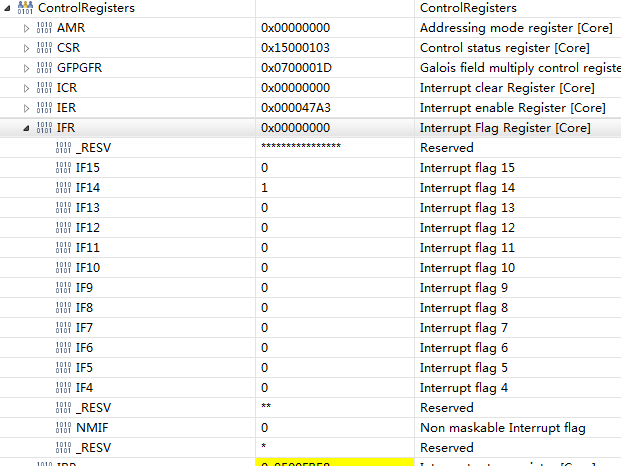 ControlRegisters ControlRegisters
AMR 0x00000000 Addressing mode register [Core]
CSR 0x15000103 Control status register [Core]
GFPGFR 0x0700001D Galois field multiply control registe
ICR 0x00000000 Interrupt clear Register [Core]
IER 0x000047A3 Interrupt enable Register [Core]
IFR 0x00000000 Interrupt Flag Register [Core]
_RESV **************** Reserved
IF15 0 Interrupt flag 15
IF14 1 Interrupt flag 14
IF13 0 Interrupt flag 13
IF12 0 Interrupt flag 12
IF11 0 Interrupt flag 11
IF10 0 Interrupt flag 10
IF9 0 Interrupt flag 9
IF8 0 Interrupt flag 8
IF7 0 Interrupt flag 7
IF6 0 Interrupt flag 6
IF5 0 Interrupt flag 5
IF4 0 Interrupt flag 4
_RESV ** Reserved
NMIF 0 Non maskable Interrupt flag
_RESV * Reserved